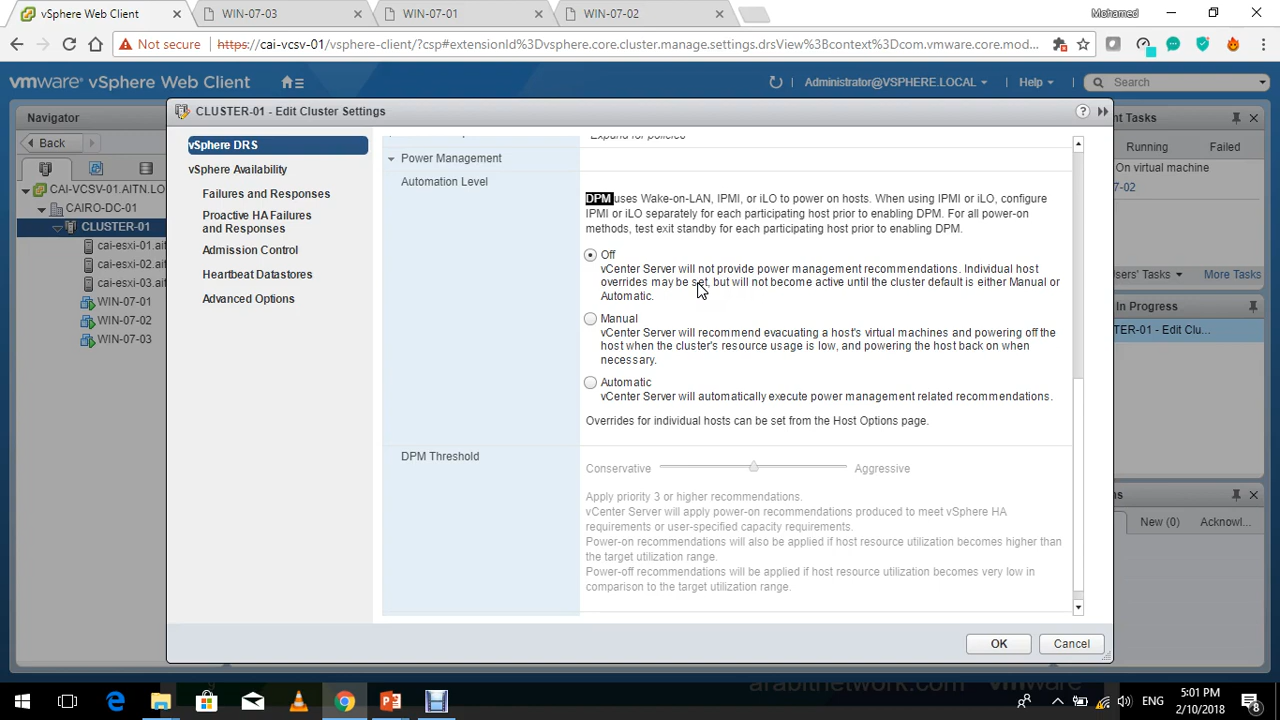 vSphere Web Client
WIN-07-03
WIN-07-01
WIN-07-02
Mohamed
Not secure
https://cai-vcsv-01/vsphere-client/?csp#extensionId%3Dvsphere.core.cluster.manage.settings.drsView%3Bcontext%3Dcom.vmware.core.mod...
vmware® vSphere Web Client
Administrator@VSPHERE.LOCAL
Help
Search
Navigator
Back
CAI-VCSV-01.AITN.LO
CAIRO-DC-01
CLUSTER-01
cai-esxi-01.ait
cai-esxi-02.ait
cai-esxi-03.ait
WIN-07-01
WIN-07-02
WIN-07-03
CLUSTER-01 - Edit Cluster Settings
vSphere DRS
vSphere Availability
Failures and Responses
Proactive HA Failures
and Responses
Admission Control
Heartbeat Datastores
Advanced Options
Expand for policies
Power Management
Automation Level
DPM uses Wake-on-LAN, IPMI, or iLO to power on hosts. When using IPMI or iLO, configure
IPMI or iLO separately for each participating host prior to enabling DPM. For all power-on
methods, test exit standby for each participating host prior to enabling DPM.
Off
vCenter Server will not provide power management recommendations. Individual host
overrides may be set, but will not become active until the cluster default is either Manual or
Automatic.
Manual
vCenter Server will recommend evacuating a host's virtual machines and powering off the
host when the cluster's resource usage is low, and powering the host back on when
necessary.
Automatic
vCenter Server will automatically execute power management related recommendations.
Overrides for individual hosts can be set from the Host Options page.
DPM Threshold
Conservative
Aggressive
Apply priority 3 or higher recommendations.
vCenter Server will apply power-on recommendations produced to meet vSphere HA
requirements or user-specified capacity requirements.
Power-on recommendations will also be applied if host resource utilization becomes higher than
the target utilization range.
Power-off recommendations will be applied if host resource utilization becomes very low in
comparison to the target utilization range.
OK
Cancel
nt Tasks
Running
Failed
On virtual machine
-07-02
sers' Tasks
More Tasks
In Progress
TER-01 - Edit Clu...
ns
New (0)
Acknowl...
arabitnetwork.com
vmware
ENG
5:01 PM
2/10/2018
8